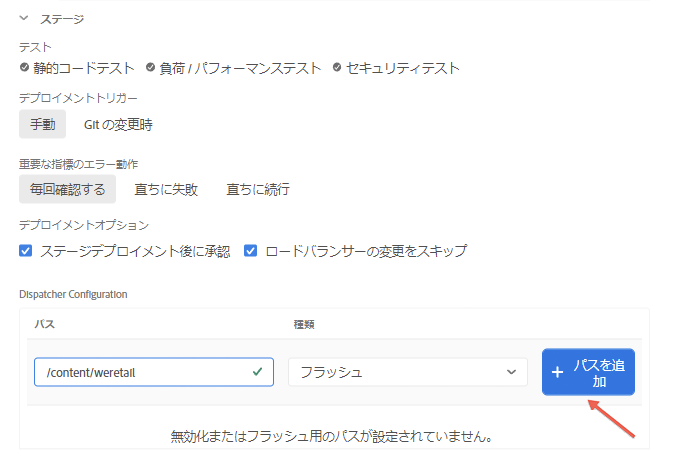 ステージ
テスト
静的コードテスト 負荷 / パフォーマンステスト セキュリティテスト
デプロイメントトリガー
手動 Git の変更時
重要な指標のエラー動作
毎回確認する 直ちに失敗 直ちに続行
デプロイメントオプション
ステージデプロイメント後に承認 ロードバランサーの変更をスキップ
Dispatcher Configuration
パス 種類
/content/weretail フラッシュ パスを追
加
無効化またはフラッシュ用のパスが設定されていません。